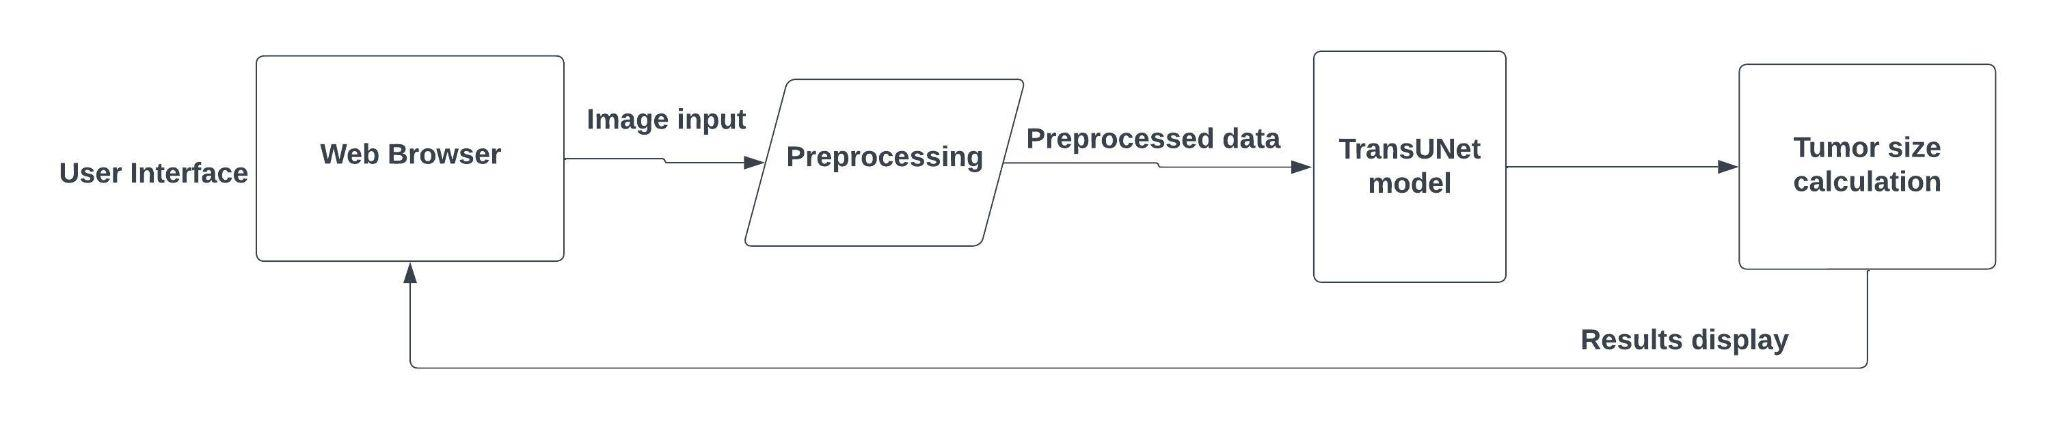 User Interface
Web Browser
Image input
Preprocessing
Preprocessed data
TransUNet
model
Tumor size
calculation
Results display